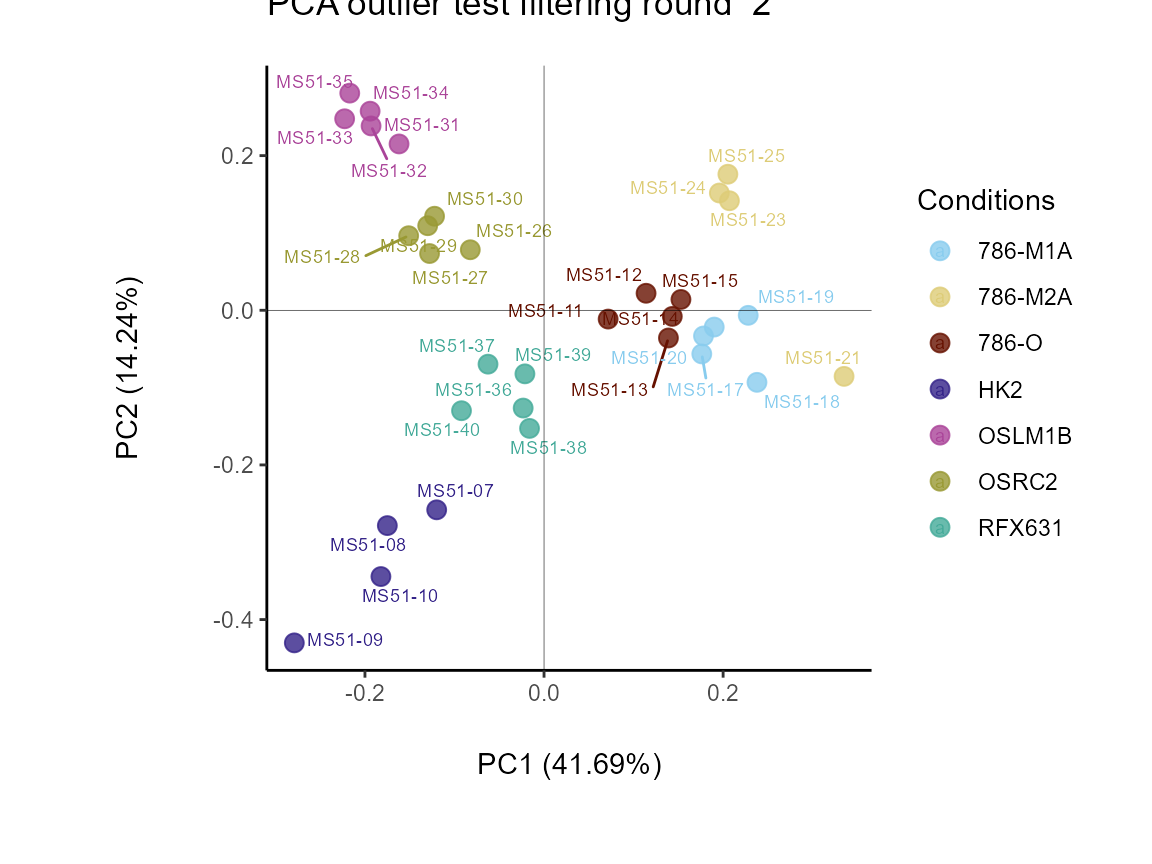 PCA outlier test filtering round 2
MS51-35
MS51-34
MS51-31
MS51-33
MS51-32
MS51-25
MS51-24
MS51-23
MS51-30
MS51-26
MS51-29
MS51-28
MS51-27
MS51-12
MS51-15
MS51-19
MS51-11
MS51-14
MS51-37
MS51-39
MS51-20
MS51-21
MS51-36
MS51-13
MS51-17
MS51-18
MS51-40
MS51-38
MS51-07
MS51-08
MS51-10
MS51-09
0.2
0.0
-0.2
-0.4
-0.2
0.0
0.2
PC2 (14.24%)
PC1 (41.69%)
Conditions
a 786-M1A
a 786-M2A
a 786-O
a HK2
a OSLM1B
a OSRC2
a RFX631